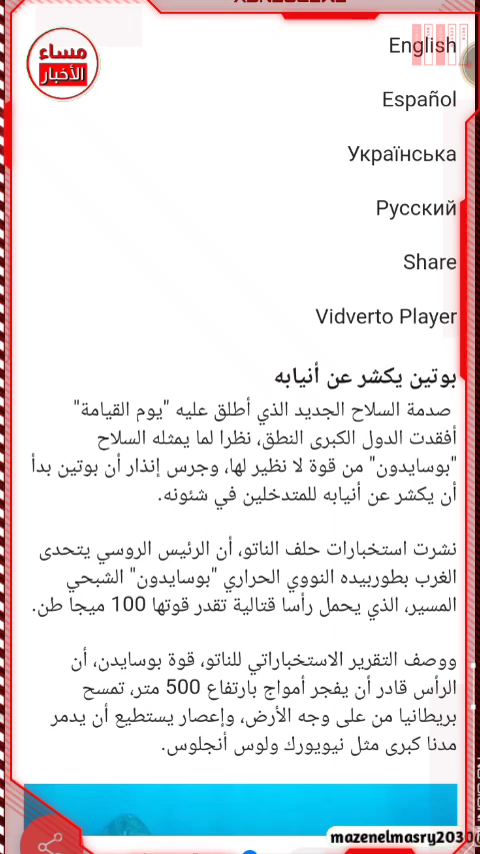 مساء
الأخبار
English
Español
Українська
Русский
Share
Vidverto Player
بوتين يكشر عن أنيابه
صدمة السلاح الجديد الذي أطلق عليه "يوم القيامة"
أفقدت الدول الكبرى النطق، نظرا لما يمثله السلاح
"بوسايدون" من قوة لا نظير لها، وجرس إنذار أن بوتين بدأ
أن يكشر عن أنيابه للمتدخلين في شئونه.
نشرت استخبارات حلف الناتو، أن الرئيس الروسي يتحدى
الغرب بطوربيده النووي الحراري "بوسايدون" الشبحي
المسير، الذي يحمل رأسا قتالية تقدر قوتها 100 ميجا طن.
ووصف التقرير الاستخباراتي للناتو، قوة بوسايدن، أن
الرأس قادر أن يفجر أمواج بارتفاع 500 متر، تمسح
بريطانيا من على وجه الأرض، وإعصار يستطيع أن يدمر
مدنا كبرى مثل نيويورك ولوس أنجلوس.
mazenelmasry2030